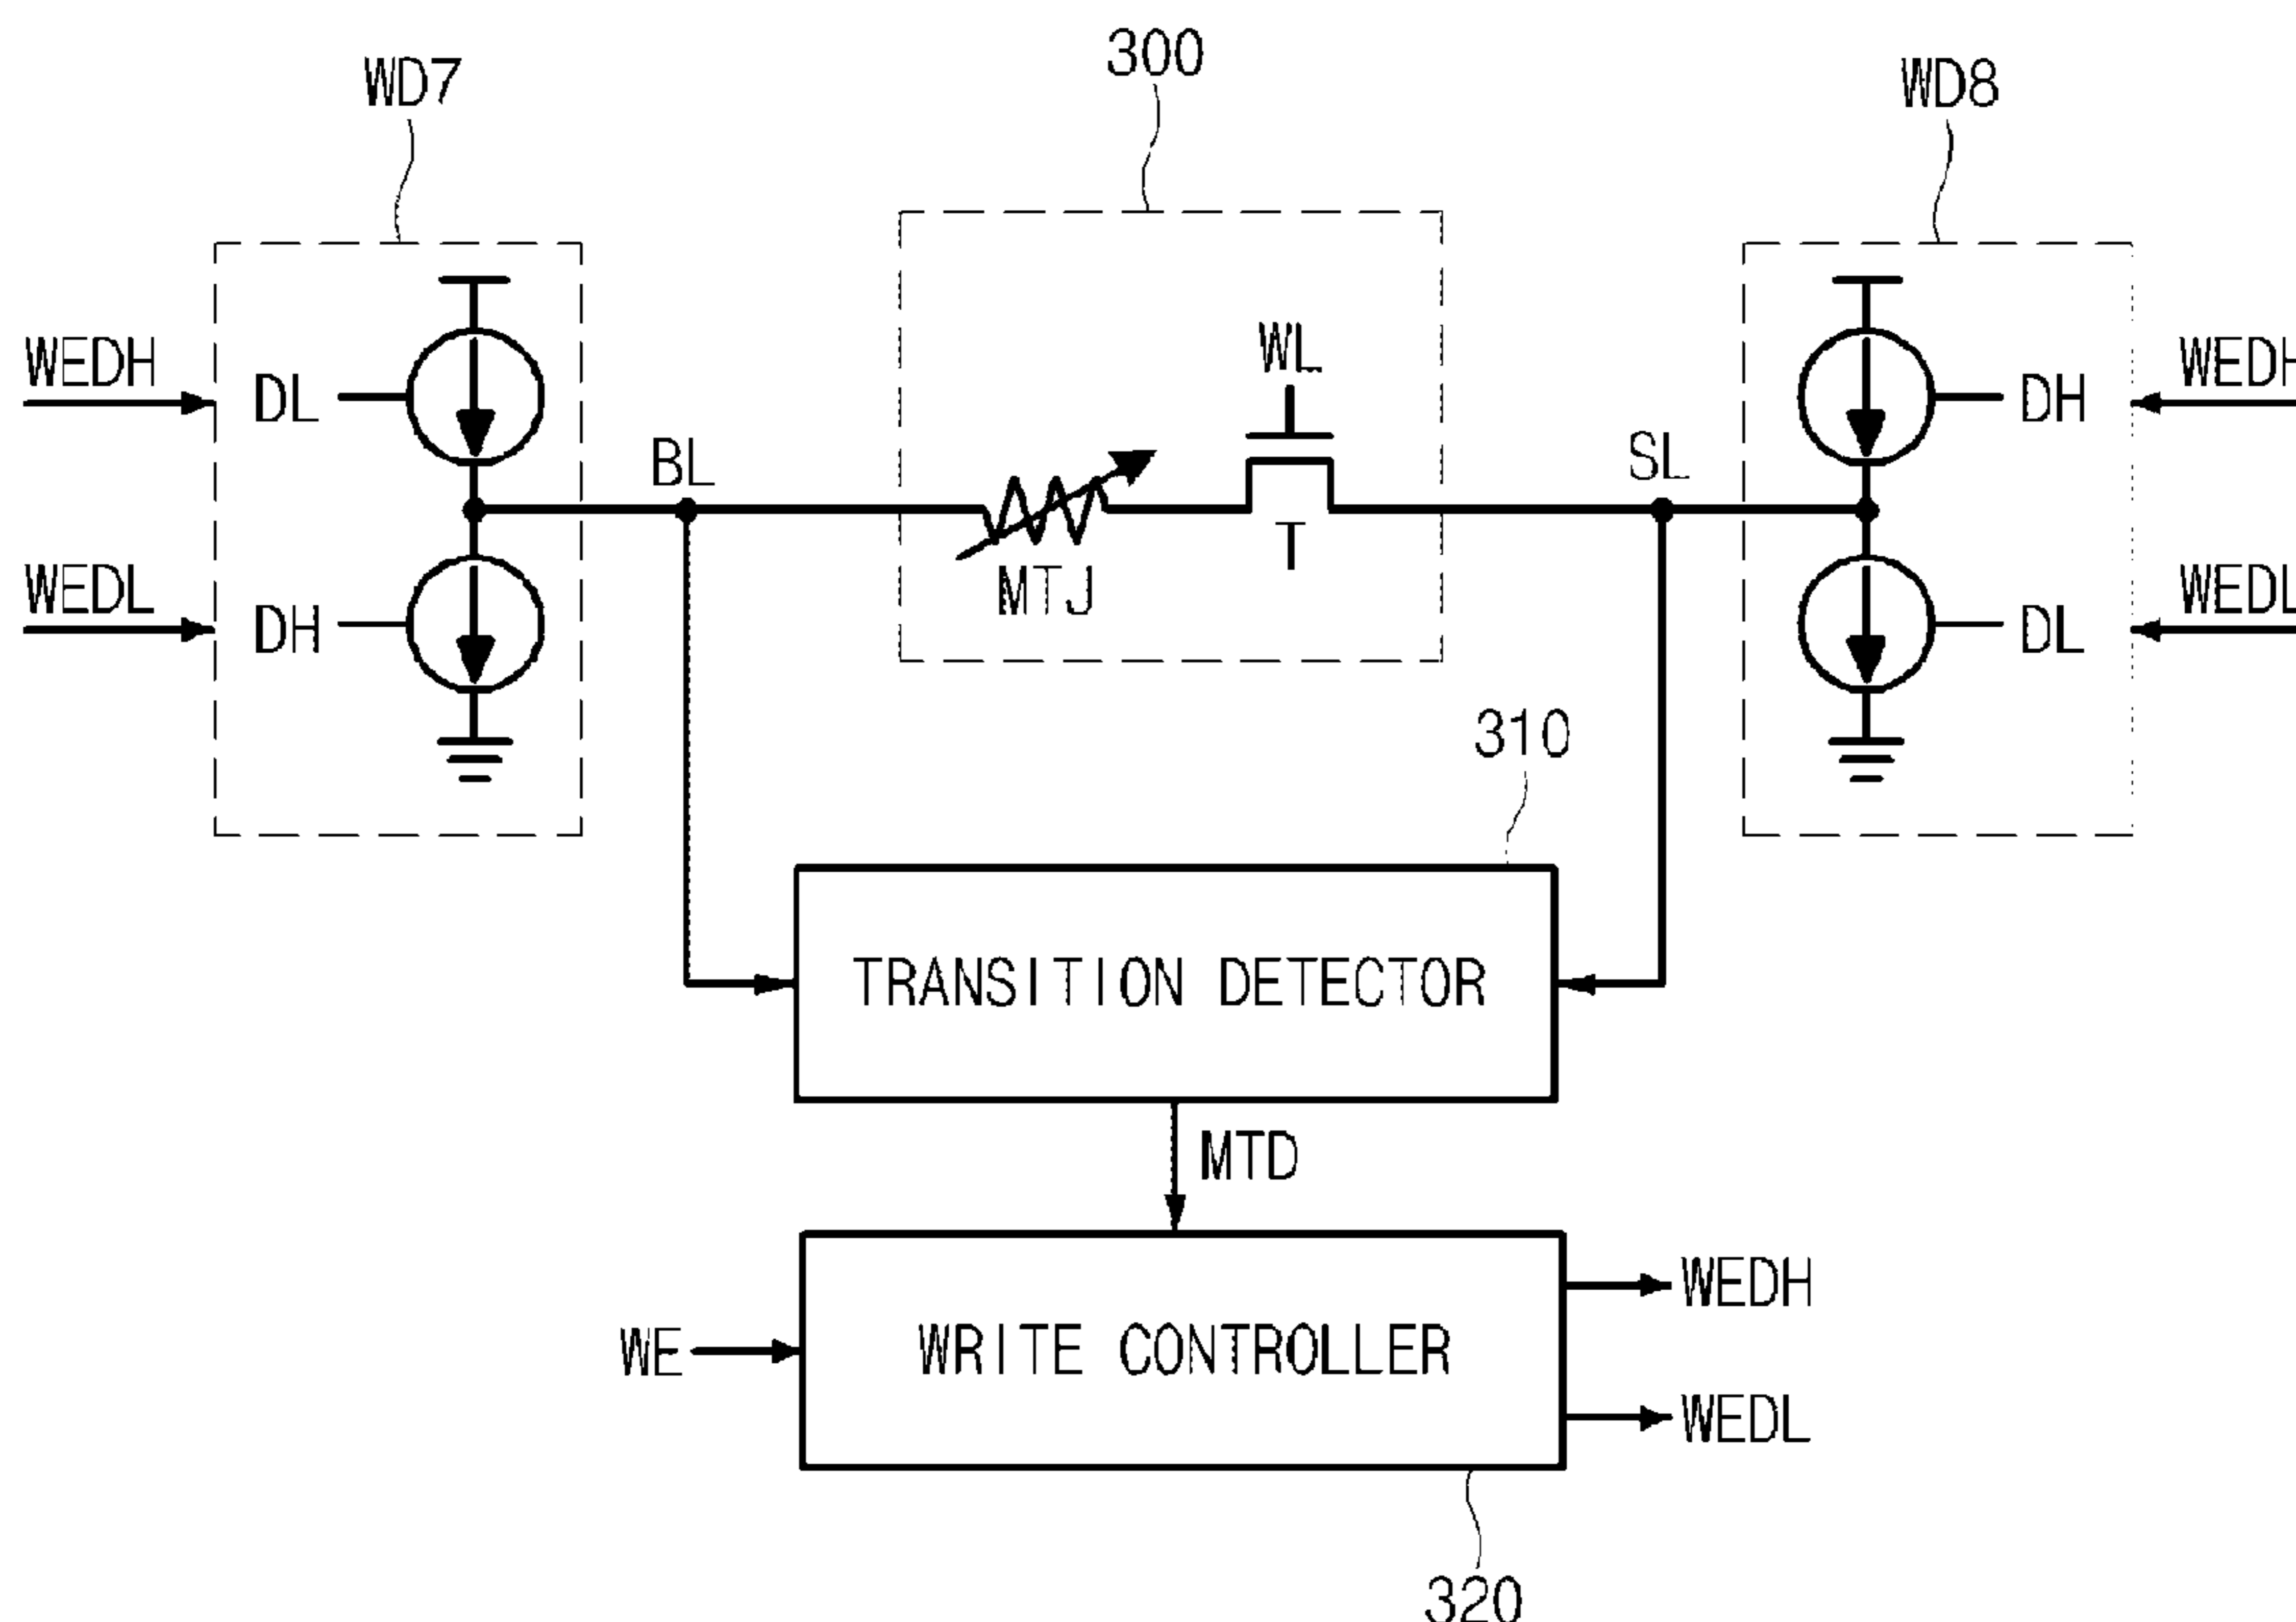 300
WD7
WD8
WEDH
DL
WL
DH
WEDH
BL
SL
WEDL
DH
MTJ
T
DL
WEDL
310
TRANSITION DETECTOR
MTD
WE
WRITE CONTROLLER
WEDH
WEDL
320